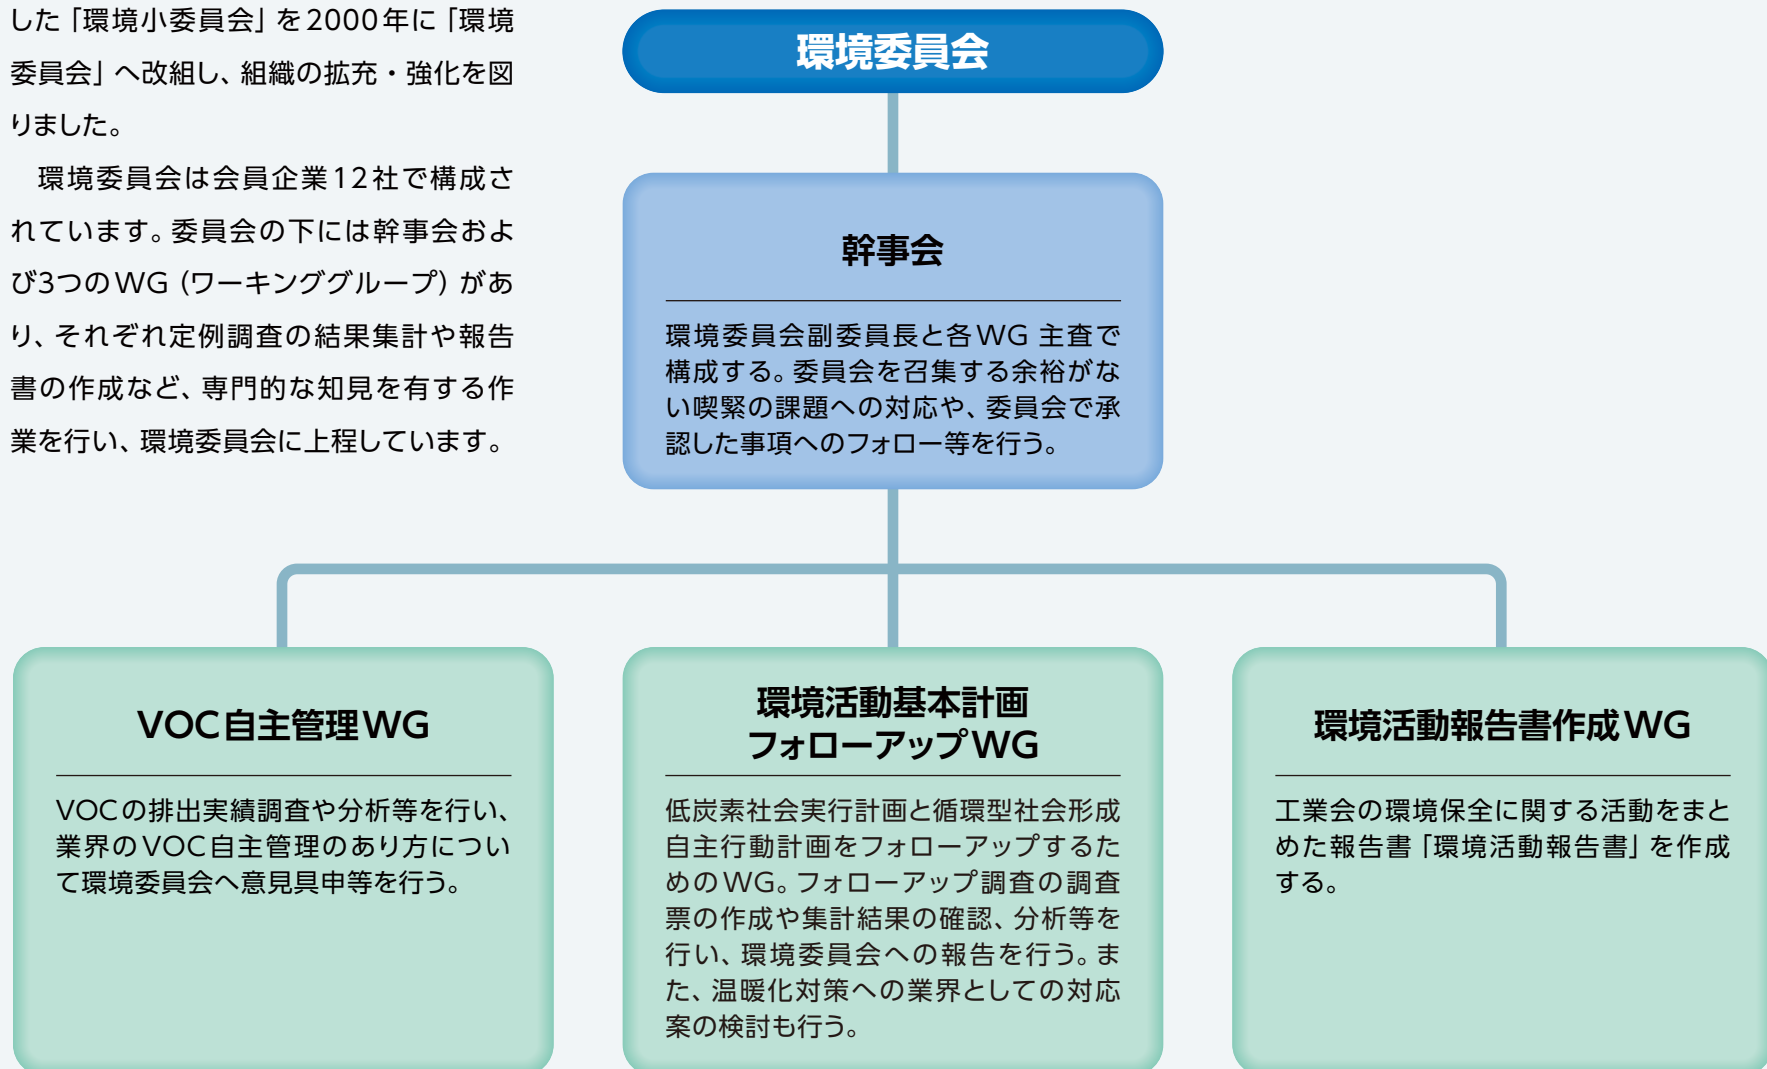 した「環境小委員会」を2000年に「環境
委員会」へ改組し、組織の拡充・強化を図
りました。
環境委員会は会員企業12社で構成さ
れています。委員会の下には幹事会およ
び3つのWG（ワーキンググループ）があ
り、それぞれ定例調査の結果集計や報告
書の作成など、専門的な知見を有する作
業を行い、環境委員会に上程しています。
環境委員会
幹事会
環境委員会副委員長と各WG 主査で
構成する。委員会を召集する余裕がな
い喫緊の課題への対応や、委員会で承
認した事項へのフォロー等を行う。
VOC自主管理WG
VOCの排出実績調査や分析等を行い、
業界のVOC自主管理のあり方につい
て環境委員会へ意見具申等を行う。
環境活動基本計画
フォローアップWG
低炭素社会実行計画と循環型社会形成
自主行動計画をフォローアップするた
めのWG。フォローアップ調査の調査
票の作成や集計結果の確認、分析等を
行い、環境委員会への報告を行う。ま
た、温暖化対策への業界としての対応
案の検討も行う。
環境活動報告書作成WG
工業会の環境保全に関する活動をまと
めた報告書「環境活動報告書」を作成
する。